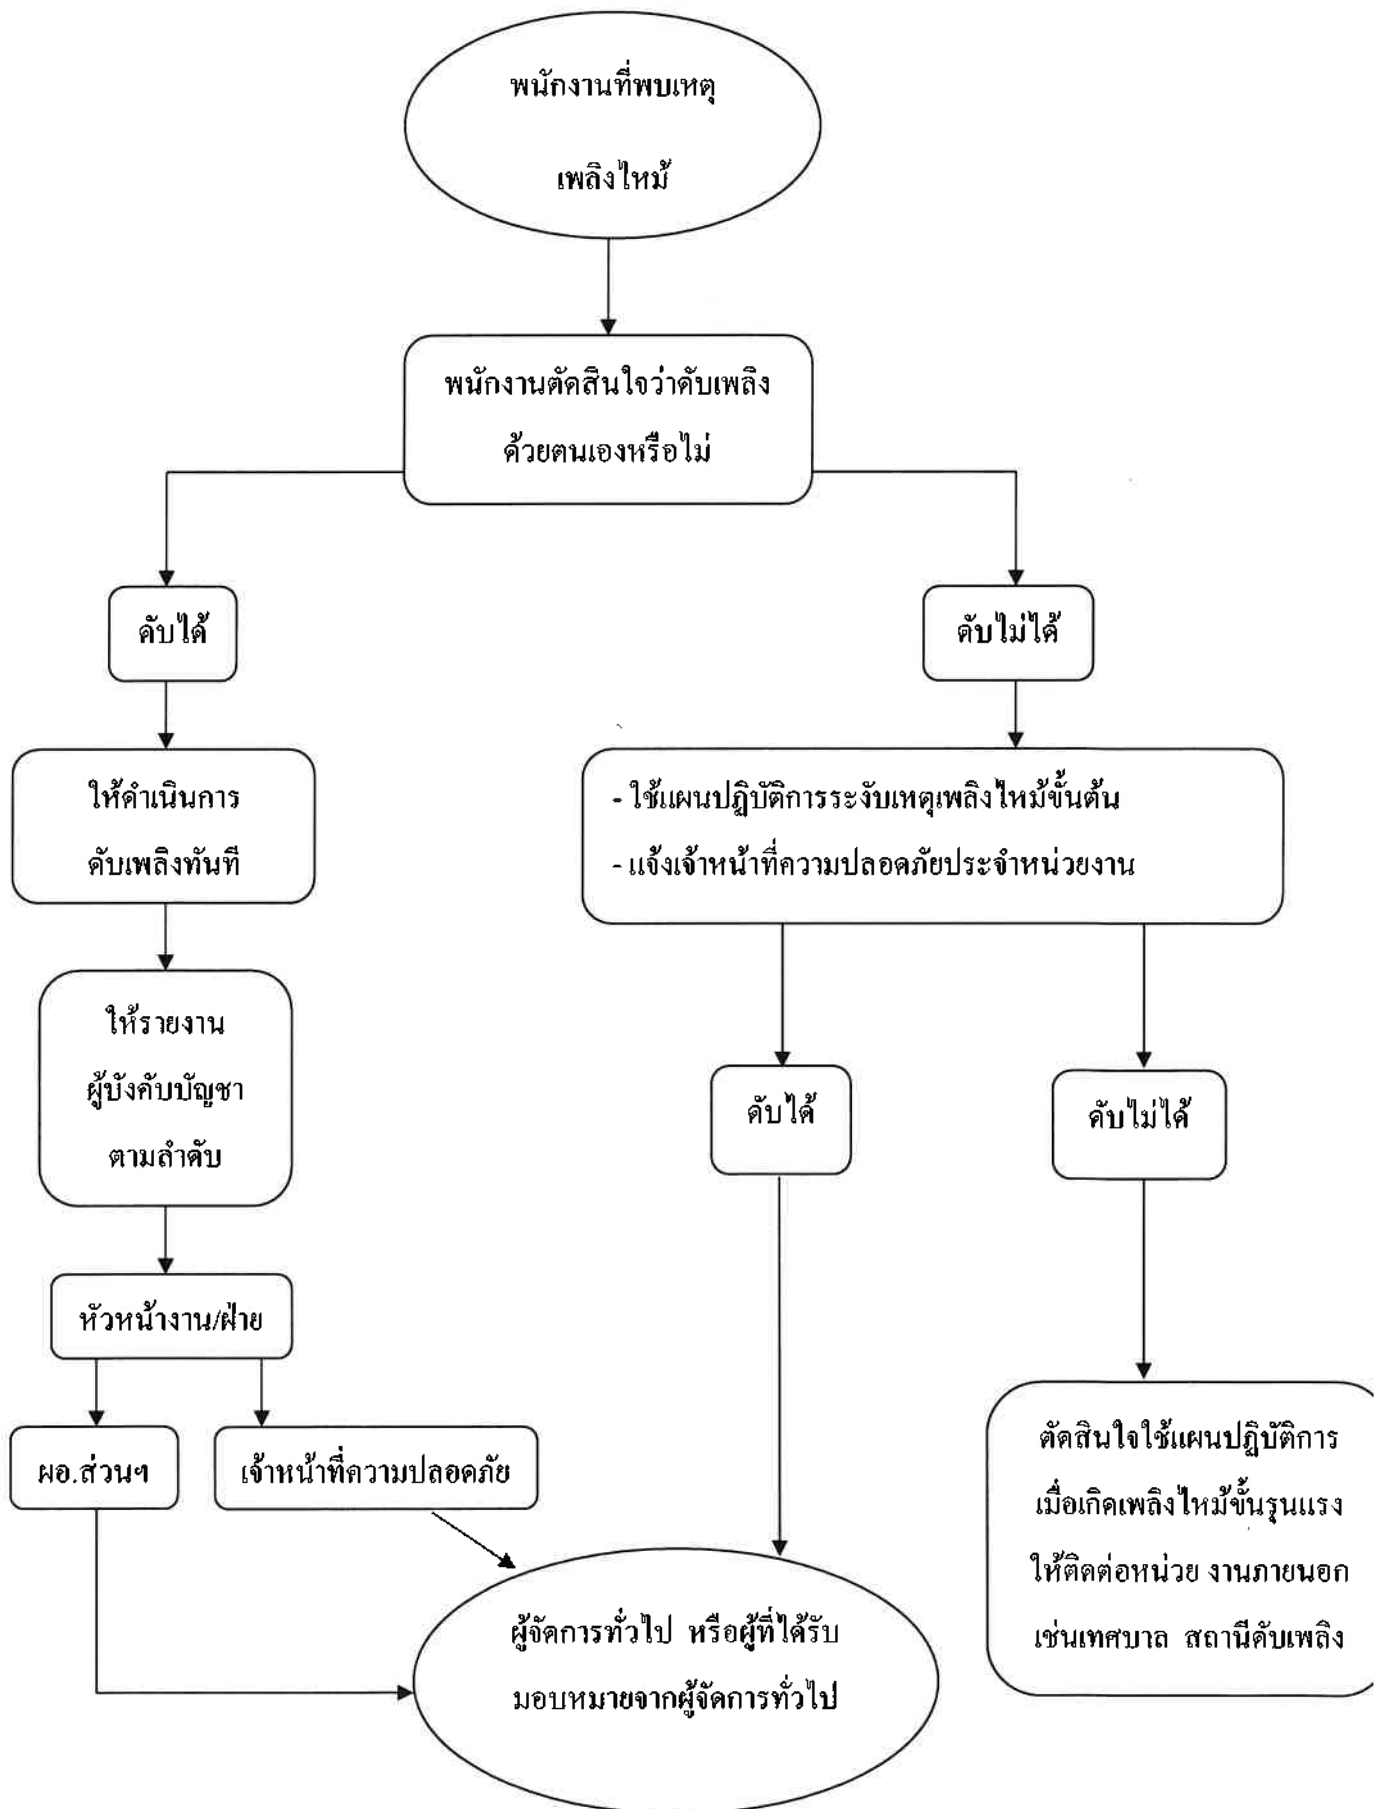 พนักงานที่พบเหตุ
เพลิงไหม้
พนักงานตัดสินใจว่าดับเพลิง
ด้วยตนเองหรือไม่
ดับได้
ดับไม่ได้
ให้ดำเนินการ
ดับเพลิงทันที
- ใช้แผนปฏิบัติการระงับเหตุเพลิงไหม้ขั้นต้น
- แจ้งเจ้าหน้าที่ความปลอดภัยประจำหน่วยงาน
ให้รายงาน
ผู้บังคับบัญชา
ตามลำดับ
ดับได้
ดับไม่ได้
หัวหน้างาน/ฝ่าย
ผอ.ส่วนฯ
เจ้าหน้าที่ความปลอดภัย
ตัดสินใจใช้แผนปฏิบัติการ
เมื่อเกิดเพลิงไหม้ขั้นรุนแรง
ให้ติดต่อหน่วย งานภายนอก
เช่นเทศบาล สถานีดับเพลิง
ผู้จัดการทั่วไป หรือผู้ที่ได้รับ
มอบหมายจากผู้จัดการทั่วไป